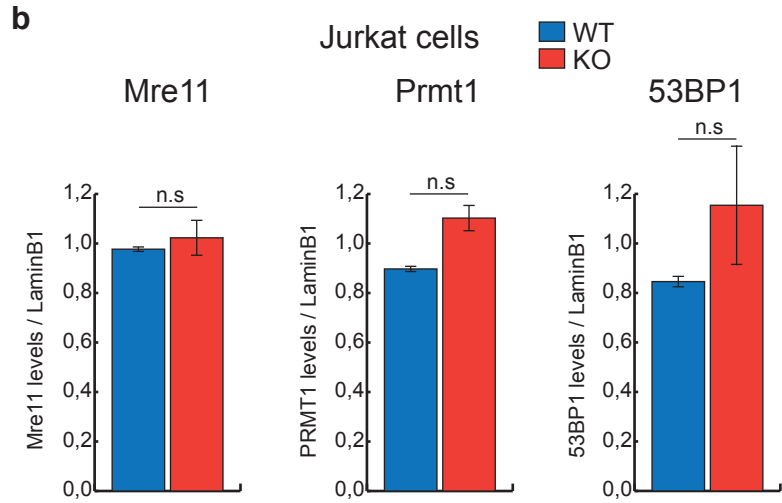 b
Jurkat cells
WT
KO
Mre11
Prmt1
53BP1
Mre11 levels / LaminB1
1,2
1,0
0,8
0,6
0,4
0,2
0,0
n.s
PRMT1 levels / LaminB1
1,2
1,0
0,8
0,6
0,4
0,2
0,0
n.s
53BP1 levels / LaminB1
1,2
1,0
0,8
0,6
0,4
0,2
0,0
n.s